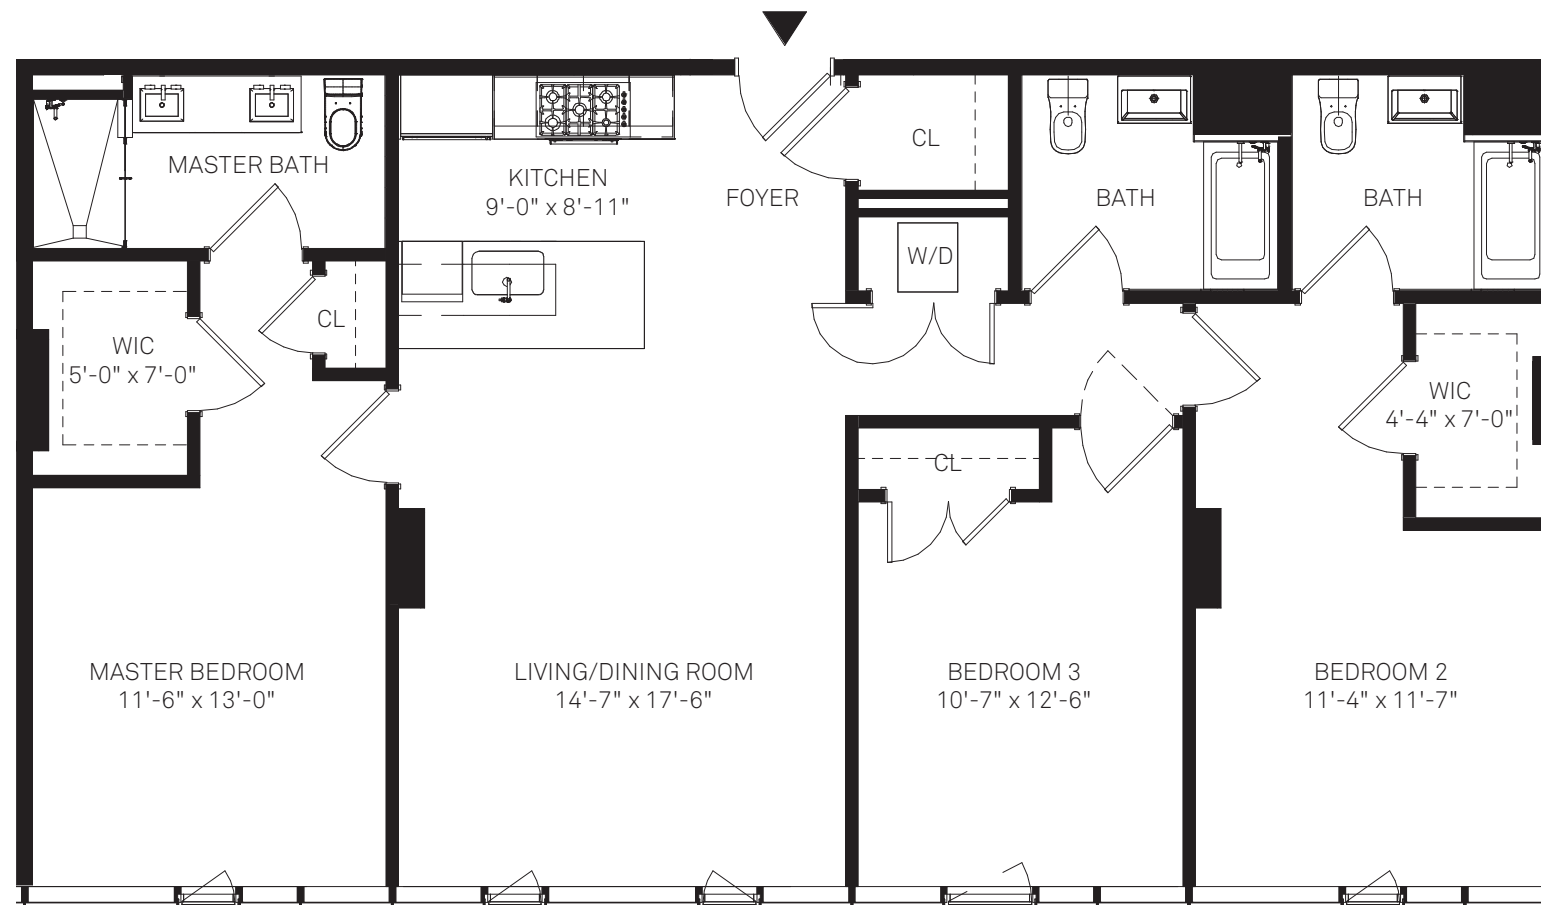 MASTER BATH
KITCHEN
9'-0" x 8'-11"
FOYER
CL
BATH
BATH
W/D
WIC
5'-0" x 7'-0"
CL
WIC
4'-4" x 7'-0"
CL
MASTER BEDROOM
11'-6" x 13'-0"
LIVING/DINING ROOM
14'-7" x 17'-6"
BEDROOM 3
10'-7" x 12'-6"
BEDROOM 2
11'-4" x 11'-7"